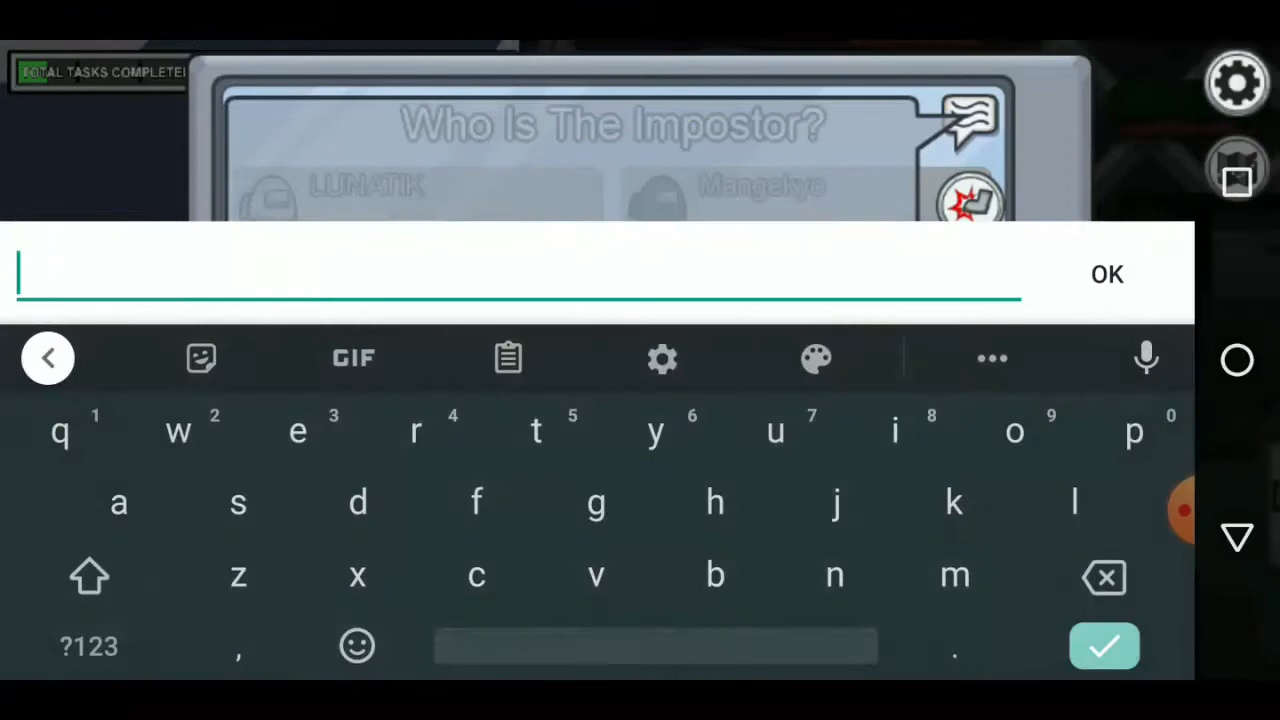 TOTAL TASKS COMPLETE
Who Is The Impostor?
LUNATIK
Mangekyo
OK
GIF
q 1 w 2 e 3 r 4 t 5 y 6 u 7 i 8 o 9 p 0
a s d f g h j k l
z x c v b n m
?123 , .